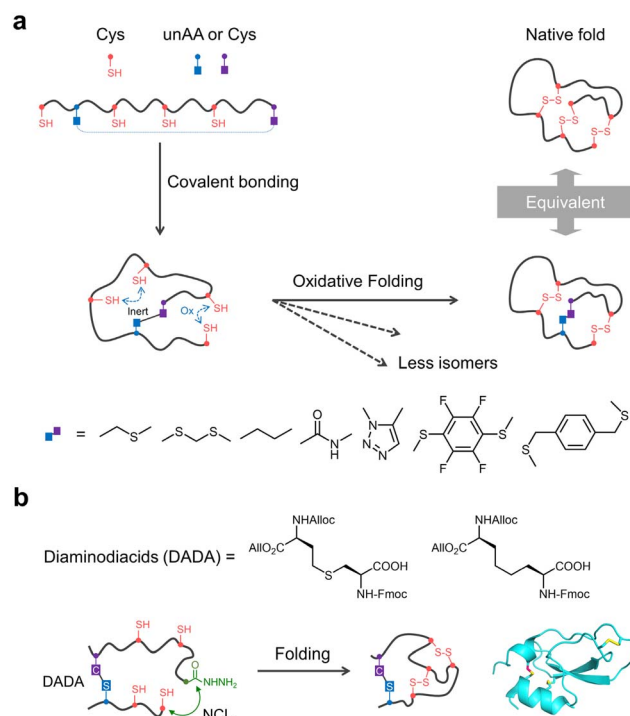 a
Cys
unAA or Cys
Native fold
SH
S-S
S-S
S-S
SH SH SH SH
Covalent bonding
Equivalent
SH
SH
SH
Inert
Ox
SH
Oxidative Folding
Less isomers
S-S
S-S
=
S
S S
O
N
H
N
N=N
F F
S S
F F
S
S
b
NHAlloc
AllO₂C
S
COOH
NH-Fmoc
NHAlloc
AllO₂C
COOH
NH-Fmoc
Diaminodiacids (DADA) =
SH SH
O
NHNH₂
C
DADA
S
SH SH
NCL
Folding
S-S
C
S
S-S